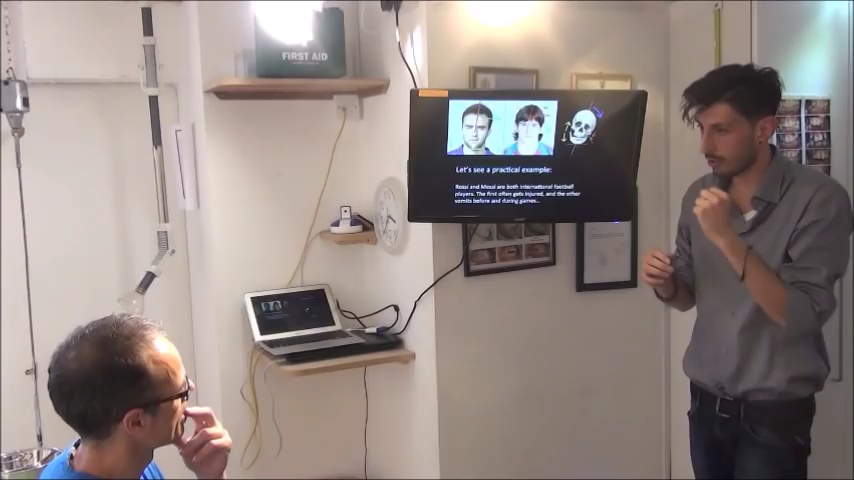 FIRST AID
Let's see a practical example:
Rossi and Messi are both international football
players. The first often gets injured, and the other
vomits before and during games...